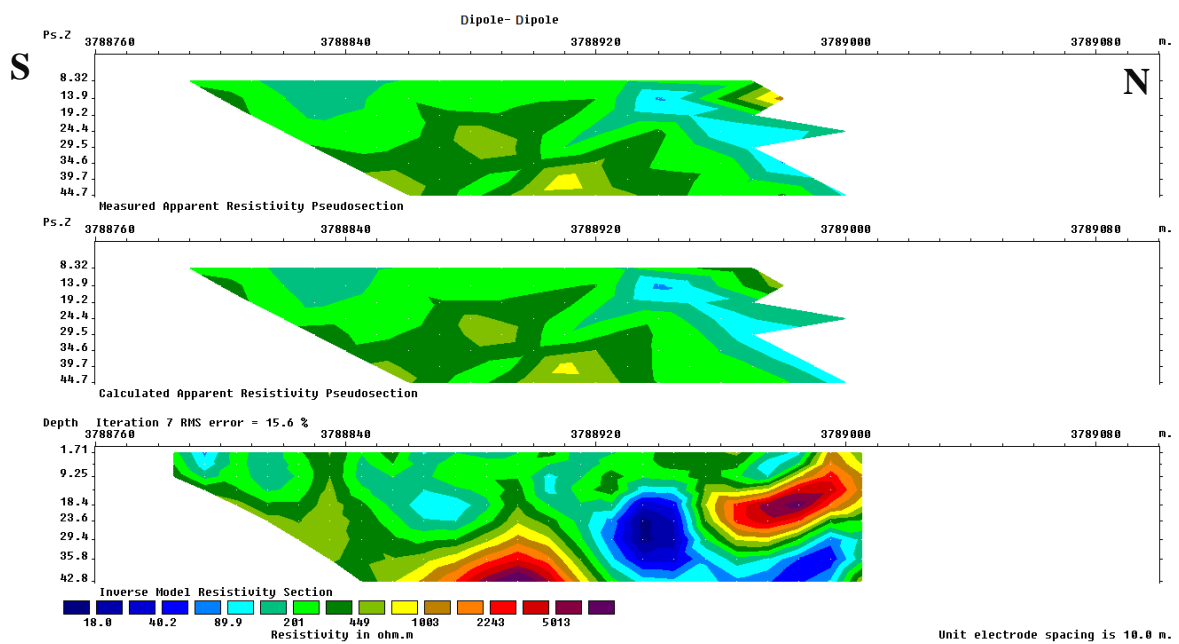 Dipole- Dipole
Ps.Z 3788760 3788840 3788920 3789000 3789080 m.
S
N
8.32
13.9
19.2
24.4
29.5
34.6
39.7
44.7
Measured Apparent Resistivity Pseudosection
Ps.Z 3788760 3788840 3788920 3789000 3789080 m.
8.32
13.9
19.2
24.4
29.5
34.6
39.7
44.7
Calculated Apparent Resistivity Pseudosection
Depth Iteration 7 RMS error = 15.6 %
3788760 3788840 3788920 3789000 3789080 m.
1.71
9.25
18.4
23.6
29.4
35.8
42.8
Inverse Model Resistivity Section
18.0 40.2 89.9 201 449 1003 2243 5013
Resistivity in ohm.m
Unit electrode spacing is 10.0 m.